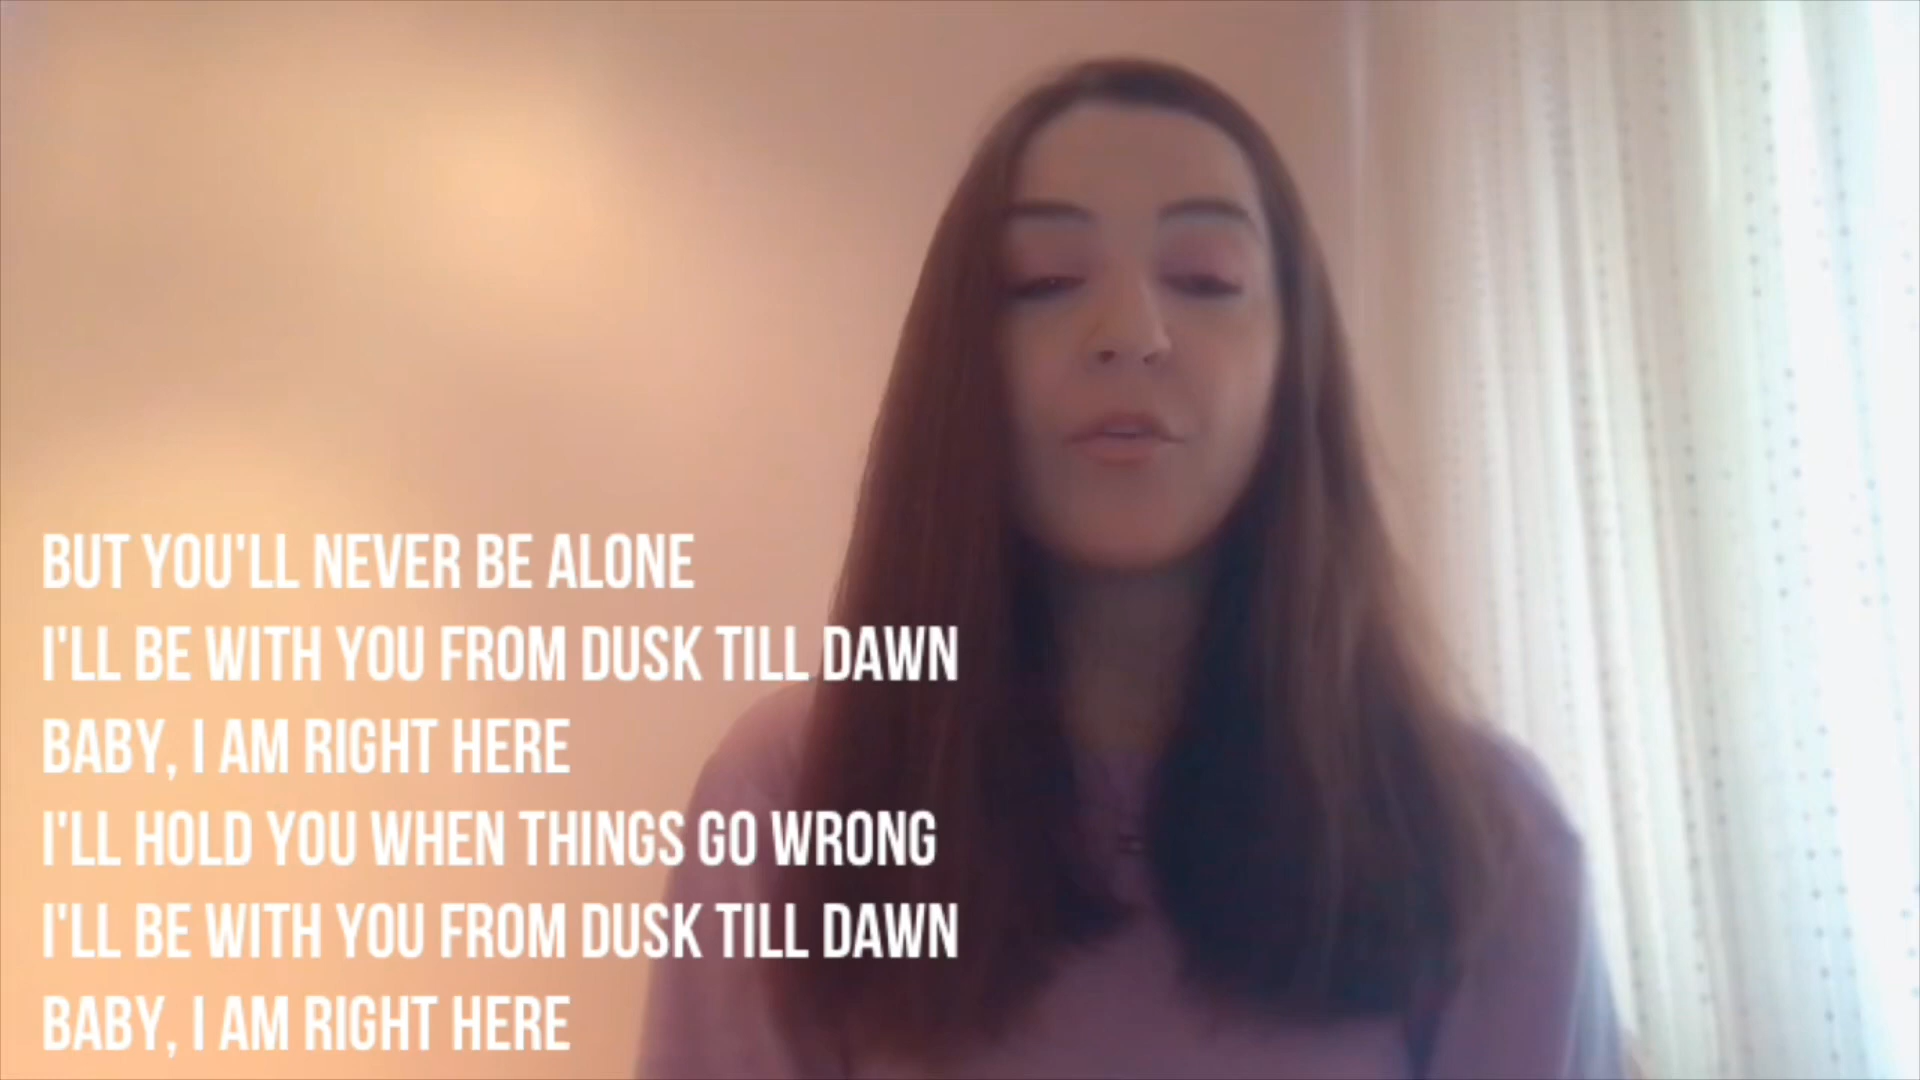 BUT YOU'LL NEVER BE ALONE
I'LL BE WITH YOU FROM DUSK TILL DAWN
BABY, I AM RIGHT HERE
I'LL HOLD YOU WHEN THINGS GO WRONG
I'LL BE WITH YOU FROM DUSK TILL DAWN
BABY, I AM RIGHT HERE